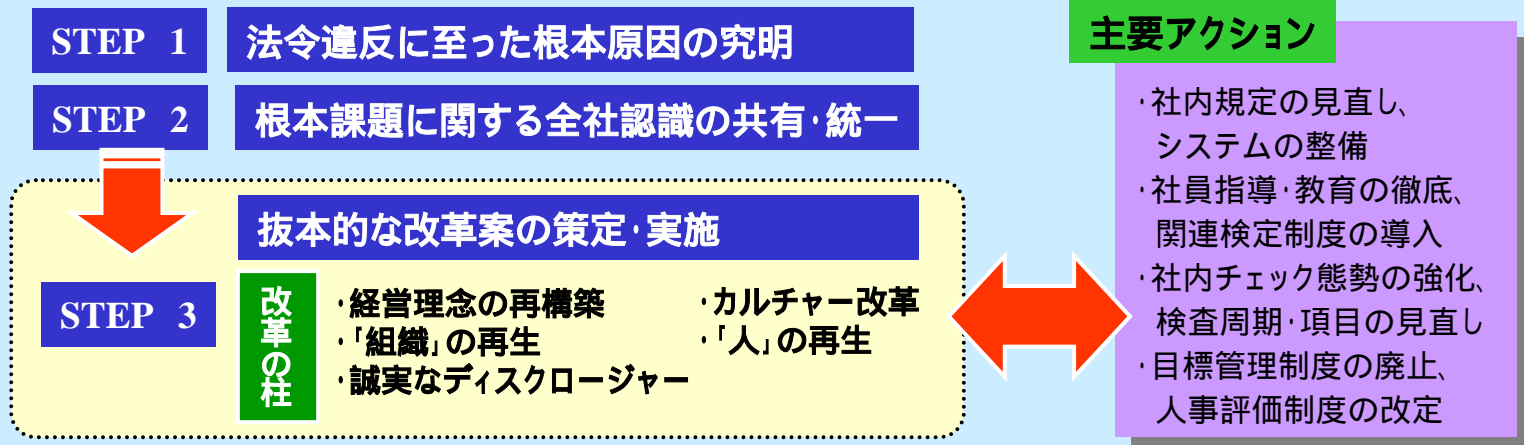 STEP 1
法令違反に至った根本原因の究明
STEP 2
根本課題に関する全社認識の共有･統一
抜本的な改革案の策定･実施
STEP 3
改革の柱
･経営理念の再構築
･カルチャー改革
･｢組織｣の再生
･｢人｣の再生
･誠実なディスクロージャー
主要アクション
･社内規定の見直し、
システムの整備
･社員指導･教育の徹底、
関連検定制度の導入
･社内チェック態勢の強化、
検査周期･項目の見直し
･目標管理制度の廃止、
人事評価制度の改定